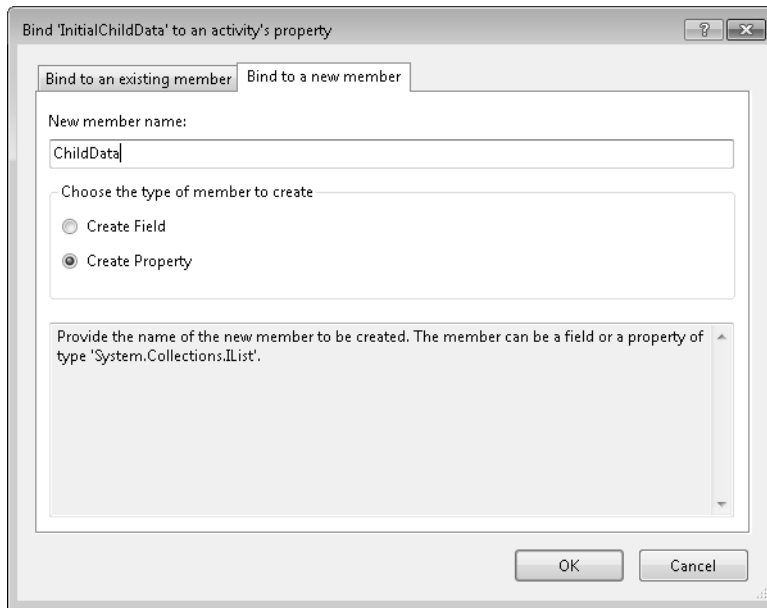 Bind 'InitialChildData' to an activity's property
Bind to an existing member
Bind to a new member
New member name:
ChildData
Choose the type of member to create
Create Field
Create Property
Provide the name of the new member to be created. The member can be a field or a property of
type 'System.Collections.IList'.
OK
Cancel